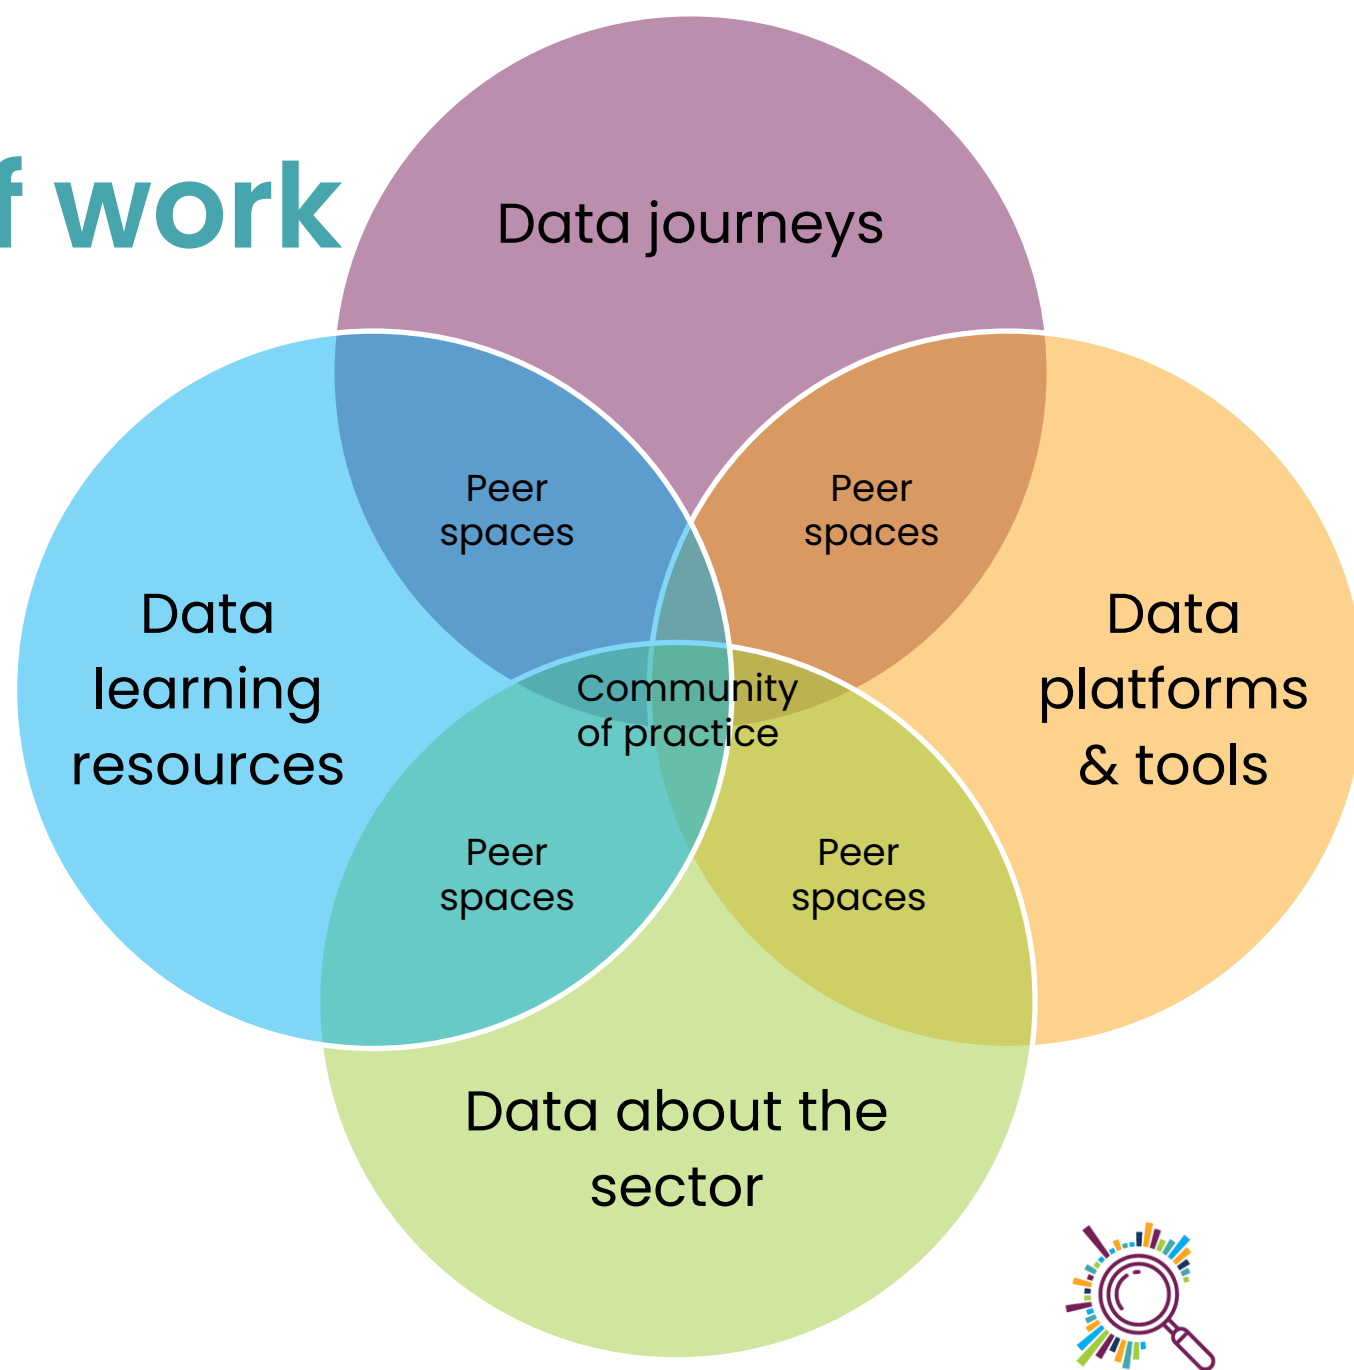 f work
Data journeys
Peer
spaces
Peer
spaces
Data
learning
resources
Data
platforms
& tools
Community
of practice
Peer
spaces
Peer
spaces
Data about the
sector